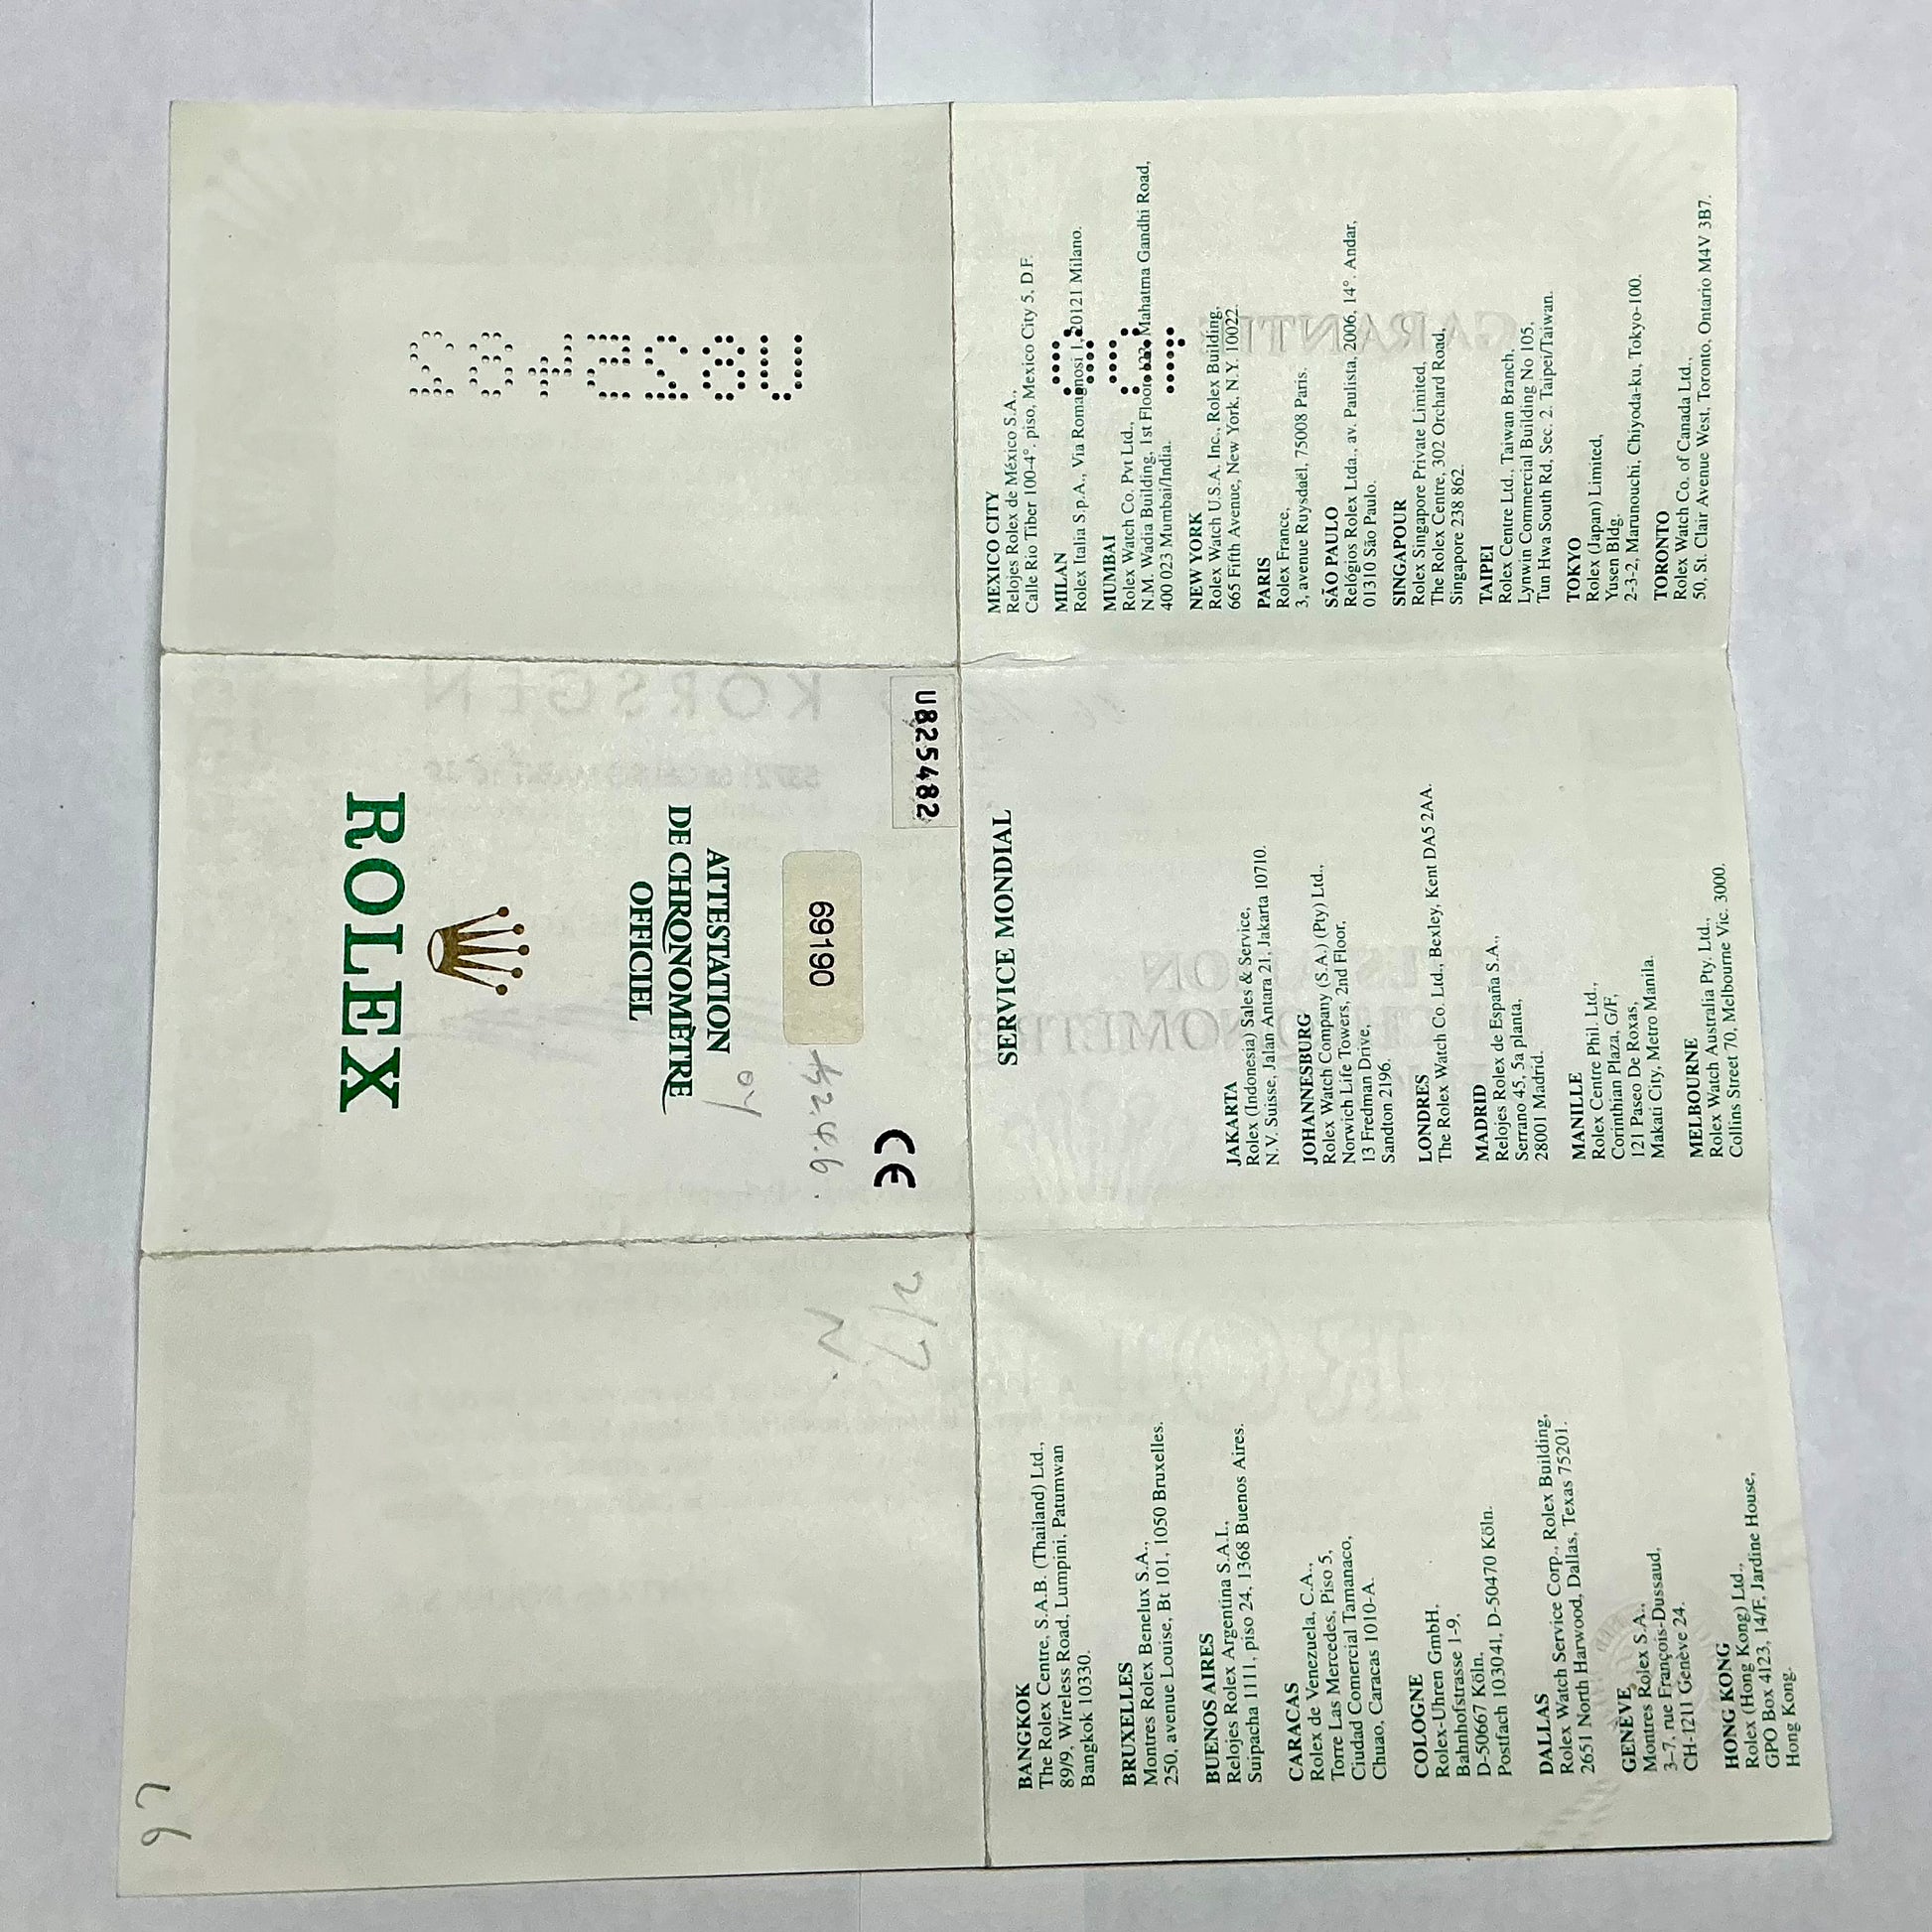 ROLEX
ATTESTATION
DE CHRONOMÈTRE
OFFICIEL
69190
U825482
CE
U825482
100
SERVICE MONDIAL
BANGKOK
The Rolex Centre, S.A.B. (Thailand) Ltd.,
89/9, Wireless Road, Lumpini, Patumwan
Bangkok 10330.
BRUXELLES
Montres Rolex Benelux S.A.,
250, avenue Louise, Bt 101, 1050 Bruxelles.
BUENOS AIRES
Relojes Rolex Argentina S.A.I.,
Suipacha 1111, piso 24, 1368 Buenos Aires.
CARACAS
Rolex de Venezuela, C.A.,
Torre Las Mercedes, Piso 5,
Ciudad Comercial Tamanaco,
Chuao, Caracas 1010-A.
COLOGNE
Rolex-Uhren GmbH,
Bahnhofstrasse 1-9,
D-50667 Köln,
Postfach 103041, D-50470 Köln.
DALLAS
Rolex Watch Service Corp., Rolex Building,
2651 North Harwood, Dallas, Texas 75201.
GENÈVE
Montres Rolex S.A.,
3–7, rue François-Dussaud,
CH-1211 Genève 24.
HONG KONG
Rolex (Hong Kong) Ltd.,
GPO Box 4123, 14/F, Jardine House,
Hong Kong.
JAKARTA
Rolex (Indonesia) Sales & Service,
N.V. Suisse, Jalan Antara 21, Jakarta 10710.
JOHANNESBURG
Rolex Watch Company (S.A.) (Pty) Ltd.,
Norwich Life Towers, 2nd Floor,
13 Fredman Drive,
Sandton 2196.
LONDRES
The Rolex Watch Co. Ltd., Bexley, Kent DA5 2AA.
MADRID
Relojes Rolex de España S.A.,
Serrano 45, 5a planta,
28001 Madrid.
MANILLE
Rolex Centre Phil. Ltd.,
Corinthian Plaza, G/F,
121 Paseo De Roxas,
Makati City, Metro Manila.
MELBOURNE
Rolex Watch Australia Pty. Ltd.,
Collins Street 70, Melbourne Vic. 3000.
MEXICO CITY
Relojes Rolex de México S.A.,
Calle Rio Tiber 100-4°. piso, Mexico City 5, D.F.
MILAN
Rolex Italia S.p.A., Via Romagnosi 1, 20121 Milano.
MUMBAI
Rolex Watch Co. Pvt Ltd.,
N.M. Wadia Building, 1st Floor, 123, Mahatma Gandhi Road,
400 023 Mumbai/India.
NEW YORK
Rolex Watch U.S.A. Inc., Rolex Building,
665 Fifth Avenue, New York, N.Y. 10022.
PARIS
Rolex France,
3, avenue Ruysdaël, 75008 Paris.
SÃO PAULO
Relógios Rolex Ltda., av. Paulista, 2006, 14°. Andar,
01310 São Paulo.
SINGAPOUR
Rolex Singapore Private Limited,
The Rolex Centre, 302 Orchard Road,
Singapore 238 862.
TAIPEI
Rolex Centre Ltd., Taiwan Branch,
Lynwin Commercial Building No 105,
Tun Hwa South Rd, Sec. 2, Taipei/Taiwan.
TOKYO
Rolex (Japan) Limited,
Yusen Bldg.
2-3-2, Marunouchi, Chiyoda-ku, Tokyo-100.
TORONTO
Rolex Watch Co. of Canada Ltd.,
50, St. Clair Avenue West, Toronto, Ontario M4V 3B7.